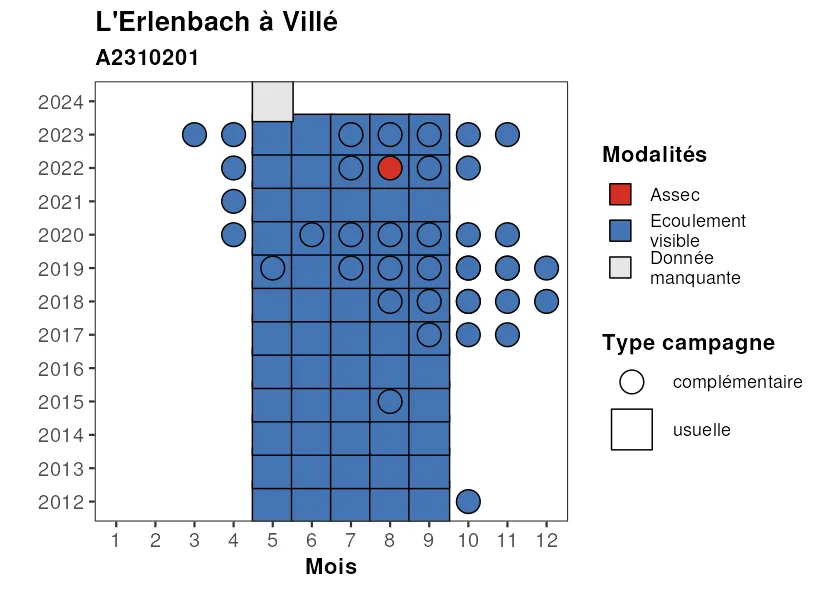 L'Erlenbach à Villé
A2310201
2024
2023
2022
2021
2020
2019
2018
2017
2016
2015
2014
2013
2012
1 2 3 4 5 6 7 8 9 10 11 12
Mois
Modalités
Assec
Ecoulement
visible
Donnée
manquante
Type campagne
complémentaire
usuelle